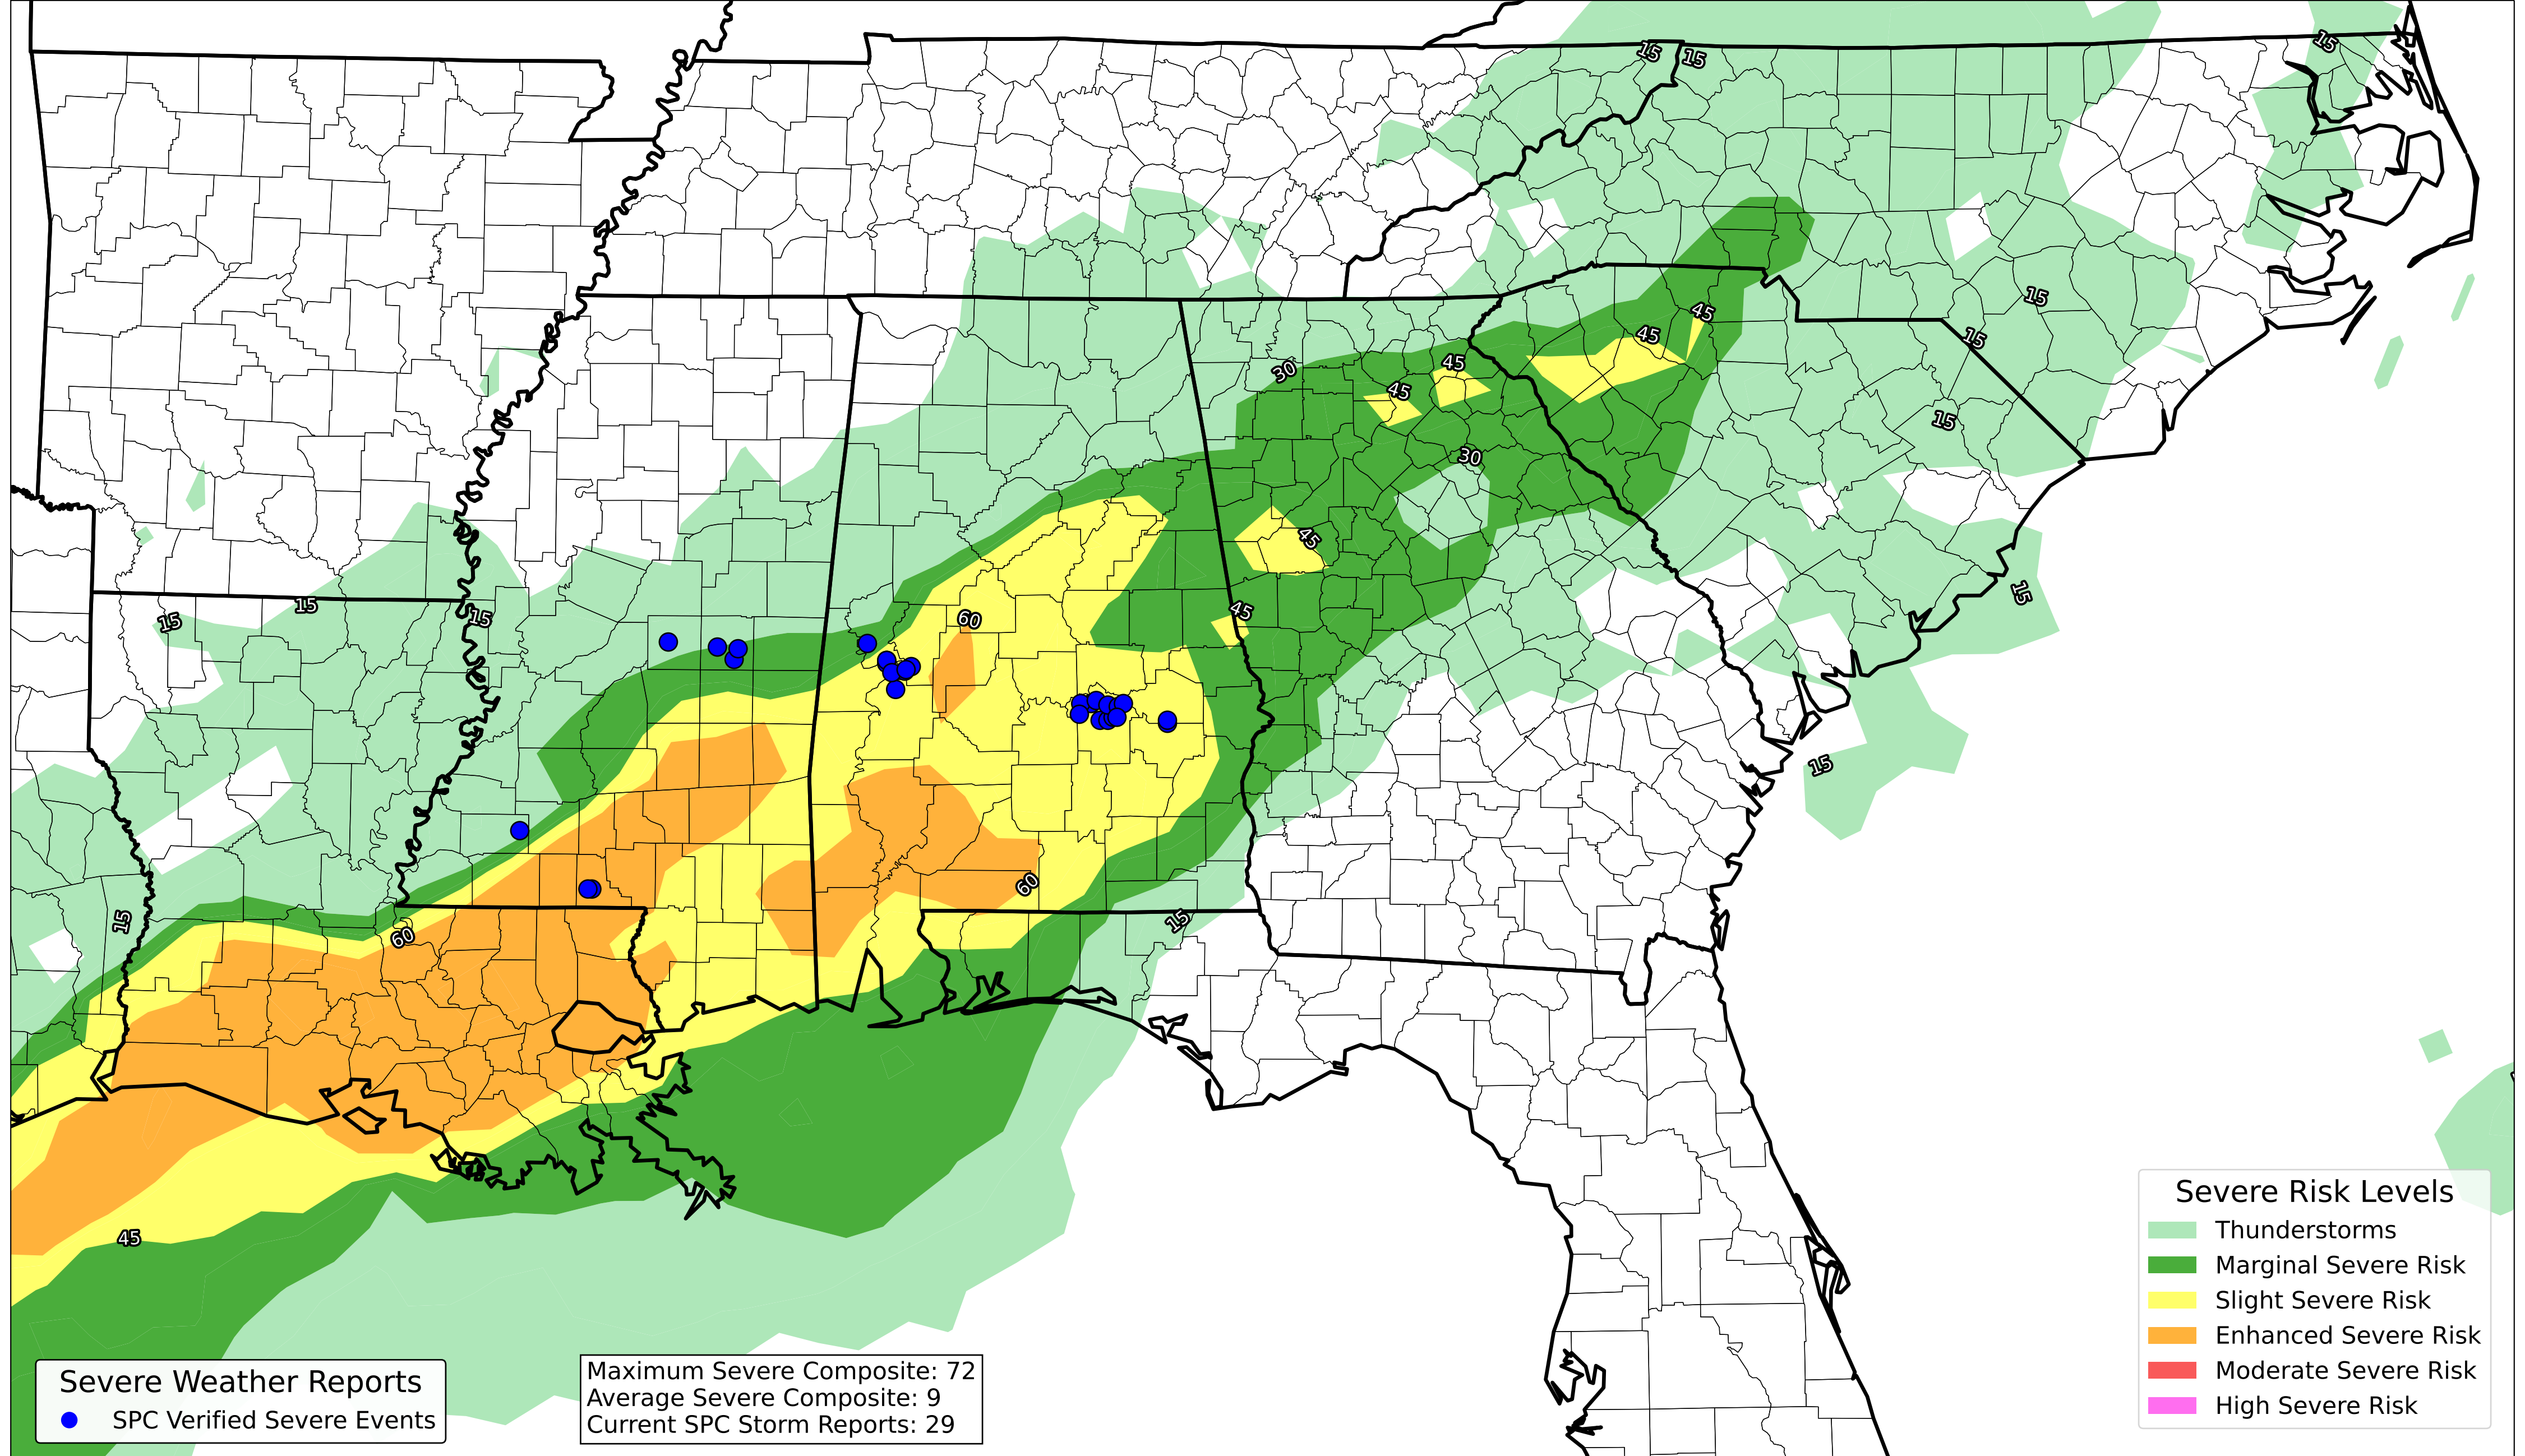 15
15
15
15
45
45
15
30
45
45
15
30
45
15
15
15
15
45
60
15
15
15
60
15
60
45
Severe Risk Levels
Thunderstorms
Marginal Severe Risk
Slight Severe Risk
Enhanced Severe Risk
Moderate Severe Risk
High Severe Risk
Severe Weather Reports
SPC Verified Severe Events
Maximum Severe Composite: 72
Average Severe Composite: 9
Current SPC Storm Reports: 29